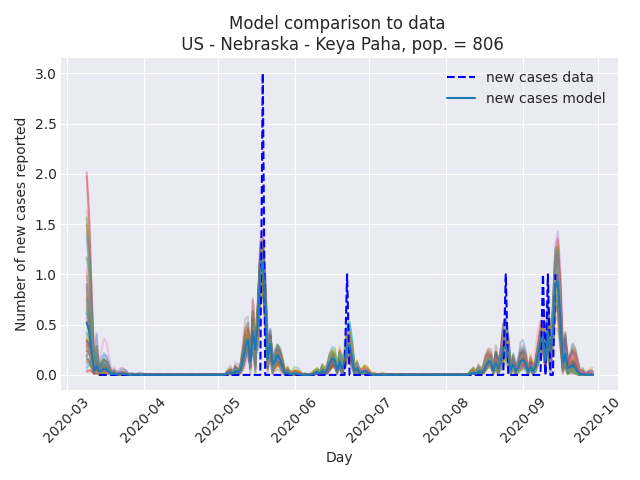 Model comparison to data
US - Nebraska - Keya Paha, pop. = 806
new cases data
new cases model
Number of new cases reported
3.0
2.5
2.0
1.5
1.0
0.5
0.0
2020-03
2020-04
2020-05
2020-06
2020-07
2020-08
2020-09
2020-10
Day